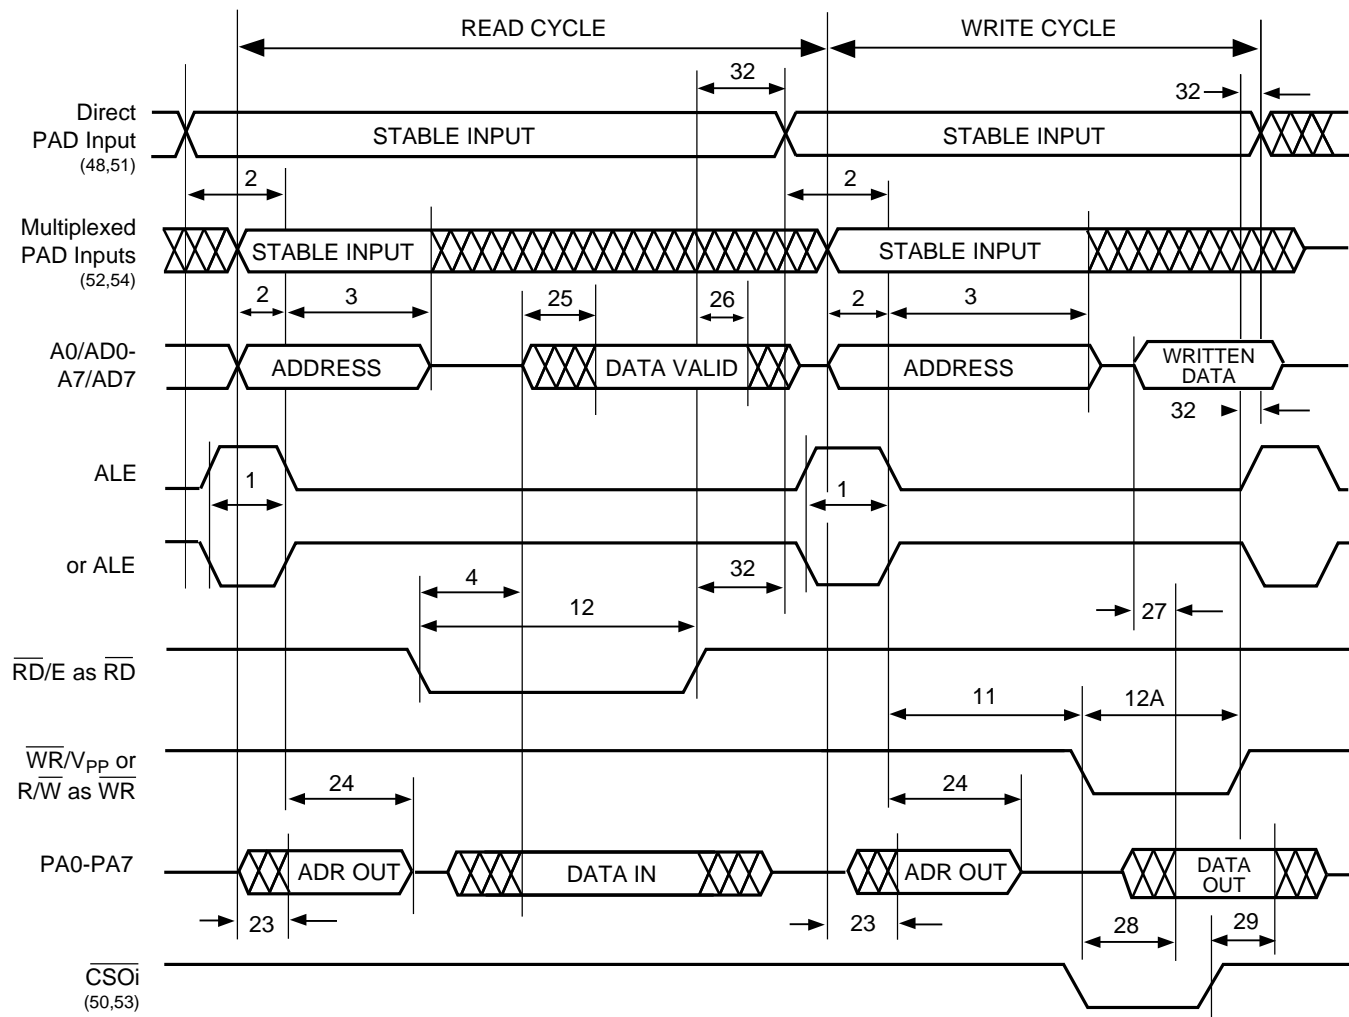 READ CYCLE
WRITE CYCLE
32
32
Direct
PAD Input
(48,51)
STABLE INPUT
STABLE INPUT
2
2
Multiplexed
PAD Inputs
(52,54)
STABLE INPUT
STABLE INPUT
2
3
25
26
2
3
A0/AD0-
A7/AD7
ADDRESS
DATA VALID
ADDRESS
WRITTEN
DATA
32
ALE
1
1
or ALE
4
32
12
27
RD/E as RD
11
12A
WR/VPP or
R/W as WR
24
24
PA0-PA7
ADR OUT
DATA IN
ADR OUT
DATA
OUT
23
23
28
29
CSOi
(50,53)